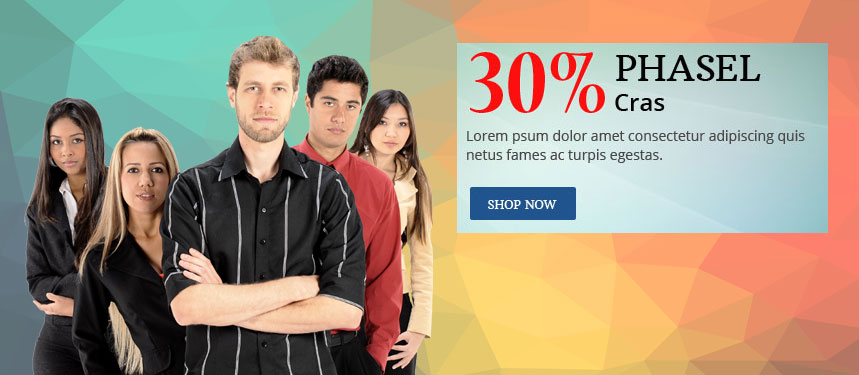 30% PHASEL
Cras
Lorem psum dolor amet consectetur adipiscing quis
netus fames ac turpis egestas.
SHOP NOW